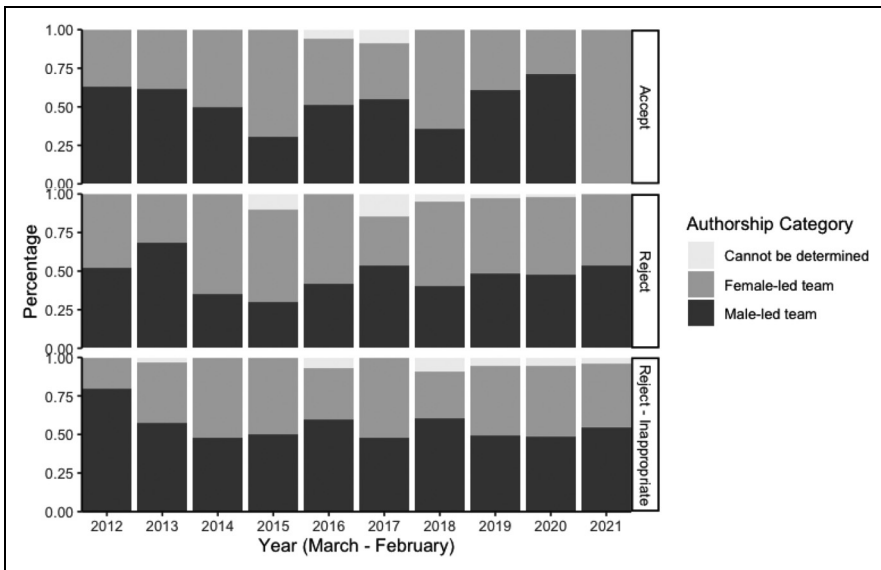 Percentage
1.00
0.75
0.50
0.25
0.00
Accept
1.00
0.75
0.50
0.25
0.00
Reject
1.00
0.75
0.50
0.25
0.00
Reject - Inappropriate
2012 2013 2014 2015 2016 2017 2018 2019 2020 2021
Year (March - February)
Authorship Category
Cannot be determined
Female-led team
Male-led team